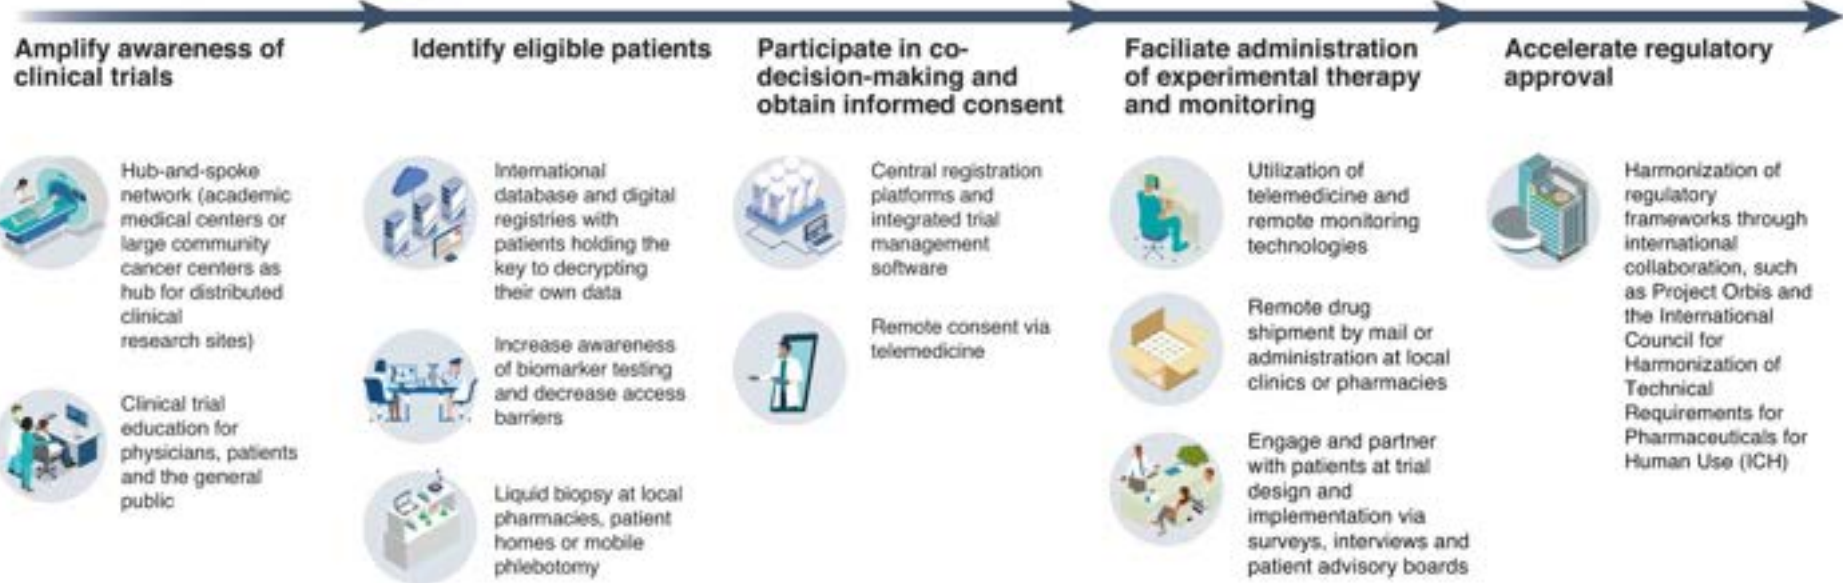 Amplify awareness of
clinical trials
Hub-and-spoke
network (academic
medical centers or
large community
cancer centers as
hub for distributed
clinical
research sites)
Clinical trial
education for
physicians, patients
and the general
public
Identify eligible patients
International
database and digital
registries with
patients holding the
key to decrypting
their own data
Increase awareness
of biomarker testing
and decrease access
barriers
Liquid biopsy at local
pharmacies, patient
homes or mobile
phlebotomy
Participate in co-
decision-making and
obtain informed consent
Central registration
platforms and
integrated trial
management
software
Remote consent via
telemedicine
Faciliate administration
of experimental therapy
and monitoring
Utilization of
telemedicine and
remote monitoring
technologies
Remote drug
shipment by mail or
administration at local
clinics or pharmacies
Engage and partner
with patients at trial
design and
implementation via
surveys, interviews and
patient advisory boards
Accelerate regulatory
approval
Harmonization of
regulatory
frameworks through
international
collaboration, such
as Project Orbis and
the International
Council for
Harmonization of
Technical
Requirements for
Pharmaceuticals for
Human Use (ICH)